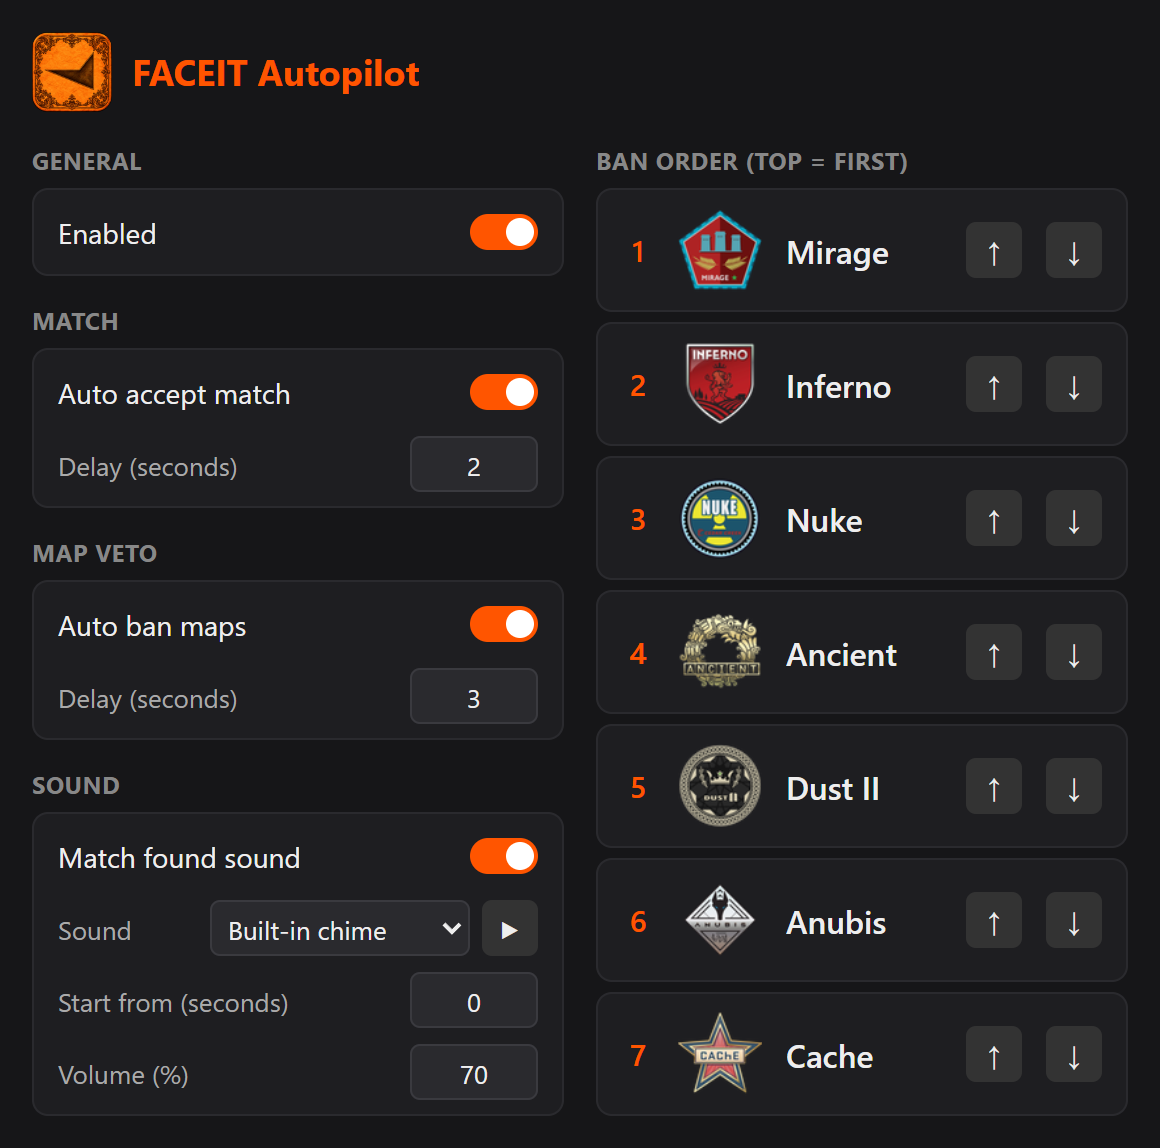 FACEIT Autopilot
GENERAL
Enabled
MATCH
Auto accept match
Delay (seconds)
2
MAP VETO
Auto ban maps
Delay (seconds)
3
SOUND
Match found sound
Sound
Built-in chime
▶
Start from (seconds)
0
Volume (%)
70
BAN ORDER (TOP = FIRST)
1
MIRAGE
Mirage
↑ ↓
2
INFERNO
Inferno
↑ ↓
3
NUKE
Nuke
↑ ↓
4
ANCIENT
Ancient
↑ ↓
5
DUST II
Dust II
↑ ↓
6
ANUBIS
Anubis
↑ ↓
7
CAChE
Cache
↑ ↓